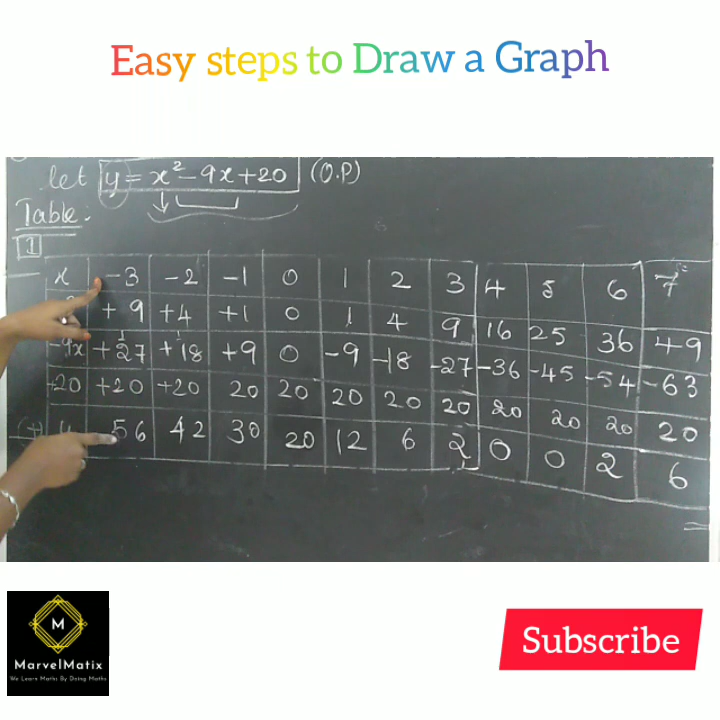 Easy steps to Draw a Graph
let y = x² - 9x + 20 (O.P)
Table:
1
x -3 -2 -1 0 1 2 3 4 5 6 7
+9 +4 +1 0 1 4 9 16 25 36 49
-9x +27 +18 +9 0 -9 -18 -27 -36 -45 -54 -63
+20 +20 +20 20 20 20 20 20 20 20 20 20
(+) 56 42 30 20 12 6 2 0 0 2 6
M
MarvelMatix
We Learn Maths By Doing Maths
Subscribe